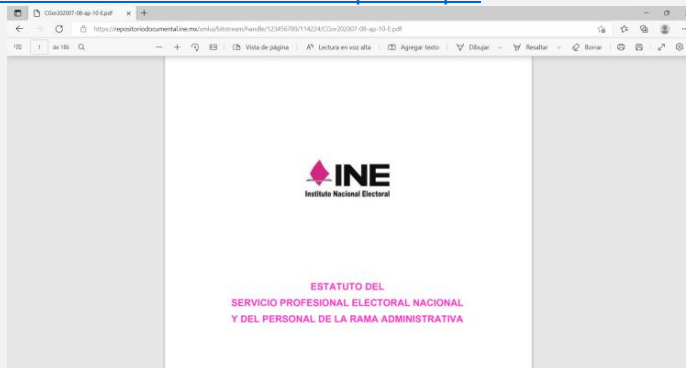 CGor202007-08-ap-10-E.pdf
https://repositoriodocumental.ine.mx/xmlui/bitstream/handle/123456789/114224/CGor202007-08-ap-10-E.pdf
1 de 186 Vista de página Lectura en voz alta Agregar texto Dibujar Resaltar Borrar
INE
Instituto Nacional Electoral
ESTATUTO DEL
SERVICIO PROFESIONAL ELECTORAL NACIONAL
Y DEL PERSONAL DE LA RAMA ADMINISTRATIVA